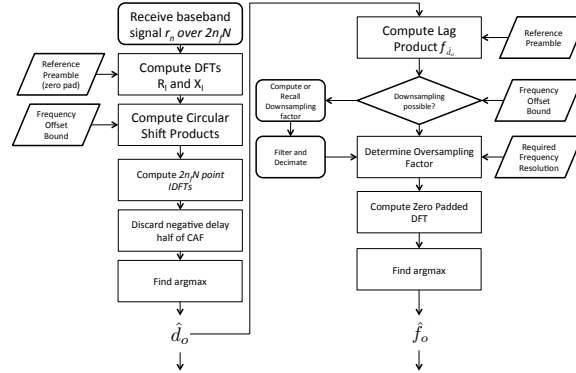 Receive baseband
signal r_n over 2n_fN
Reference
Preamble
(zero pad)
Compute DFTs
R_l and X_l
Frequency
Offset
Bound
Compute Circular
Shift Products
Compute 2n_fN point
IDFTs
Discard negative delay
half of CAF
Find argmax
d̂_o
Compute Lag
Product f_{d̂_o}
Reference
Preamble
Compute or
Recall
Downsampling
factor
Downsampling
possible?
Frequency
Offset
Bound
Filter and
Decimate
Determine Oversampling
Factor
Required
Frequency
Resolution
Compute Zero Padded
DFT
Find argmax
f̂_o